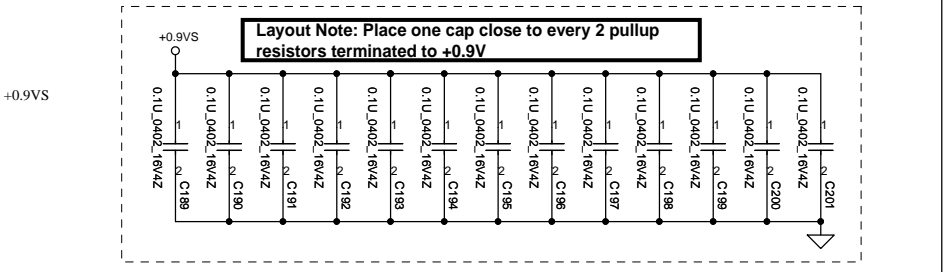 +0.9VS
Layout Note: Place one cap close to every 2 pullup
resistors terminated to +0.9V
+0.9VS
0.1U_0402_16V4Z
1
2
C189
0.1U_0402_16V4Z
1
2
C190
0.1U_0402_16V4Z
1
2
C191
0.1U_0402_16V4Z
1
2
C192
0.1U_0402_16V4Z
1
2
C193
0.1U_0402_16V4Z
1
2
C194
0.1U_0402_16V4Z
1
2
C195
0.1U_0402_16V4Z
1
2
C196
0.1U_0402_16V4Z
1
2
C197
0.1U_0402_16V4Z
1
2
C198
0.1U_0402_16V4Z
1
2
C199
0.1U_0402_16V4Z
1
2
C200
0.1U_0402_16V4Z
1
2
C201